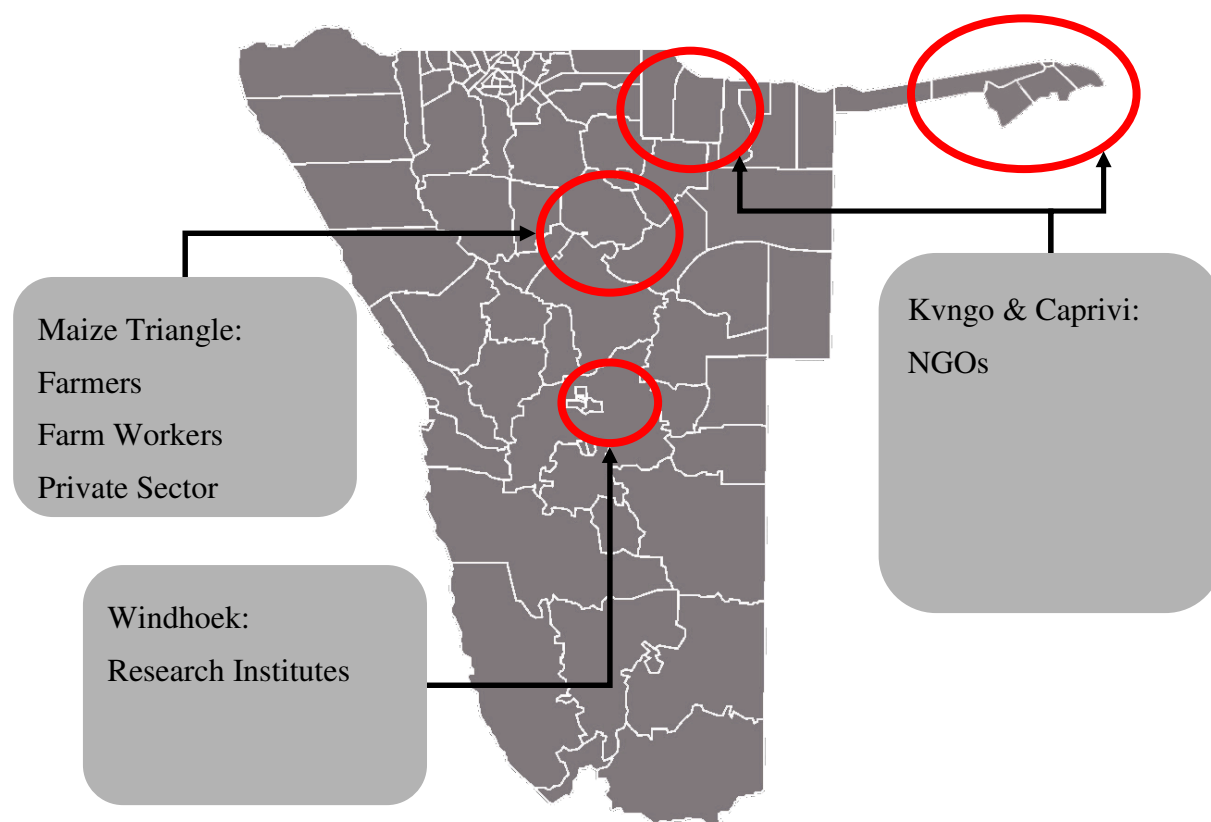 Maize Triangle:
Farmers
Farm Workers
Private Sector
Kvngo & Caprivi:
NGOs
Windhoek:
Research Institutes